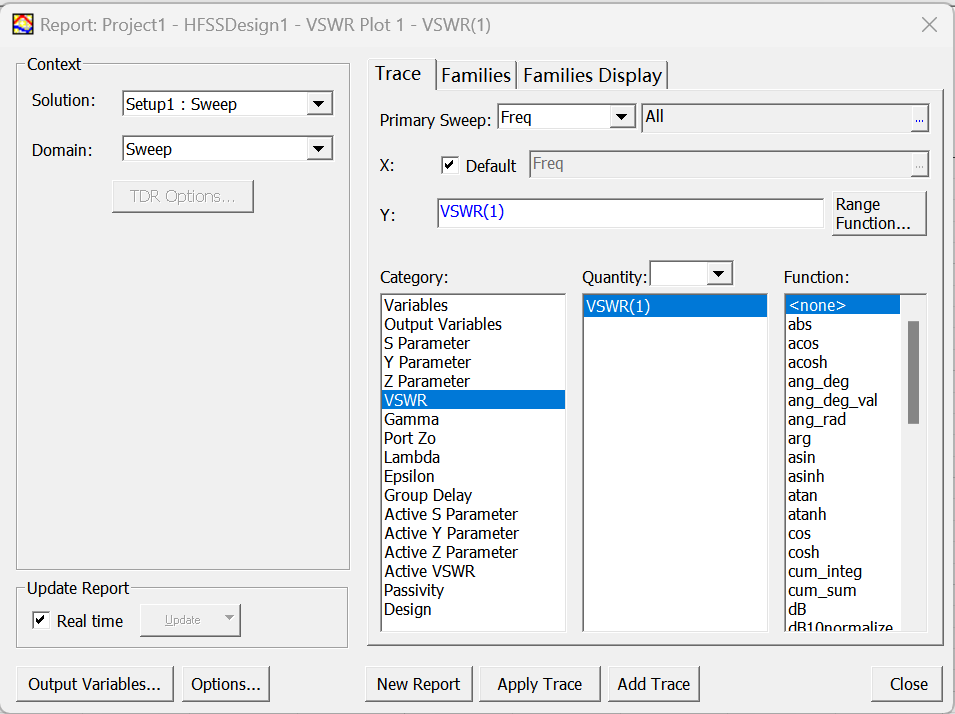 Report: Project1 - HFSSDesign1 - VSWR Plot 1 - VSWR(1)
Context
Solution:
Setup1 : Sweep
Domain:
Sweep
TDR Options...
Update Report
Real time
Update
Trace
Families
Families Display
Primary Sweep:
Freq
All
...
X:
Default
Freq
...
Y:
VSWR(1)
Range
Function...
Category:
Variables
Output Variables
S Parameter
Y Parameter
Z Parameter
VSWR
Gamma
Port Zo
Lambda
Epsilon
Group Delay
Active S Parameter
Active Y Parameter
Active Z Parameter
Active VSWR
Passivity
Design
Quantity:
VSWR(1)
Function:
<none>
abs
acos
acosh
ang_deg
ang_deg_val
ang_rad
arg
asin
asinh
atan
atanh
cos
cosh
cum_integ
cum_sum
dB
dB10normalize
Output Variables...
Options...
New Report
Apply Trace
Add Trace
Close